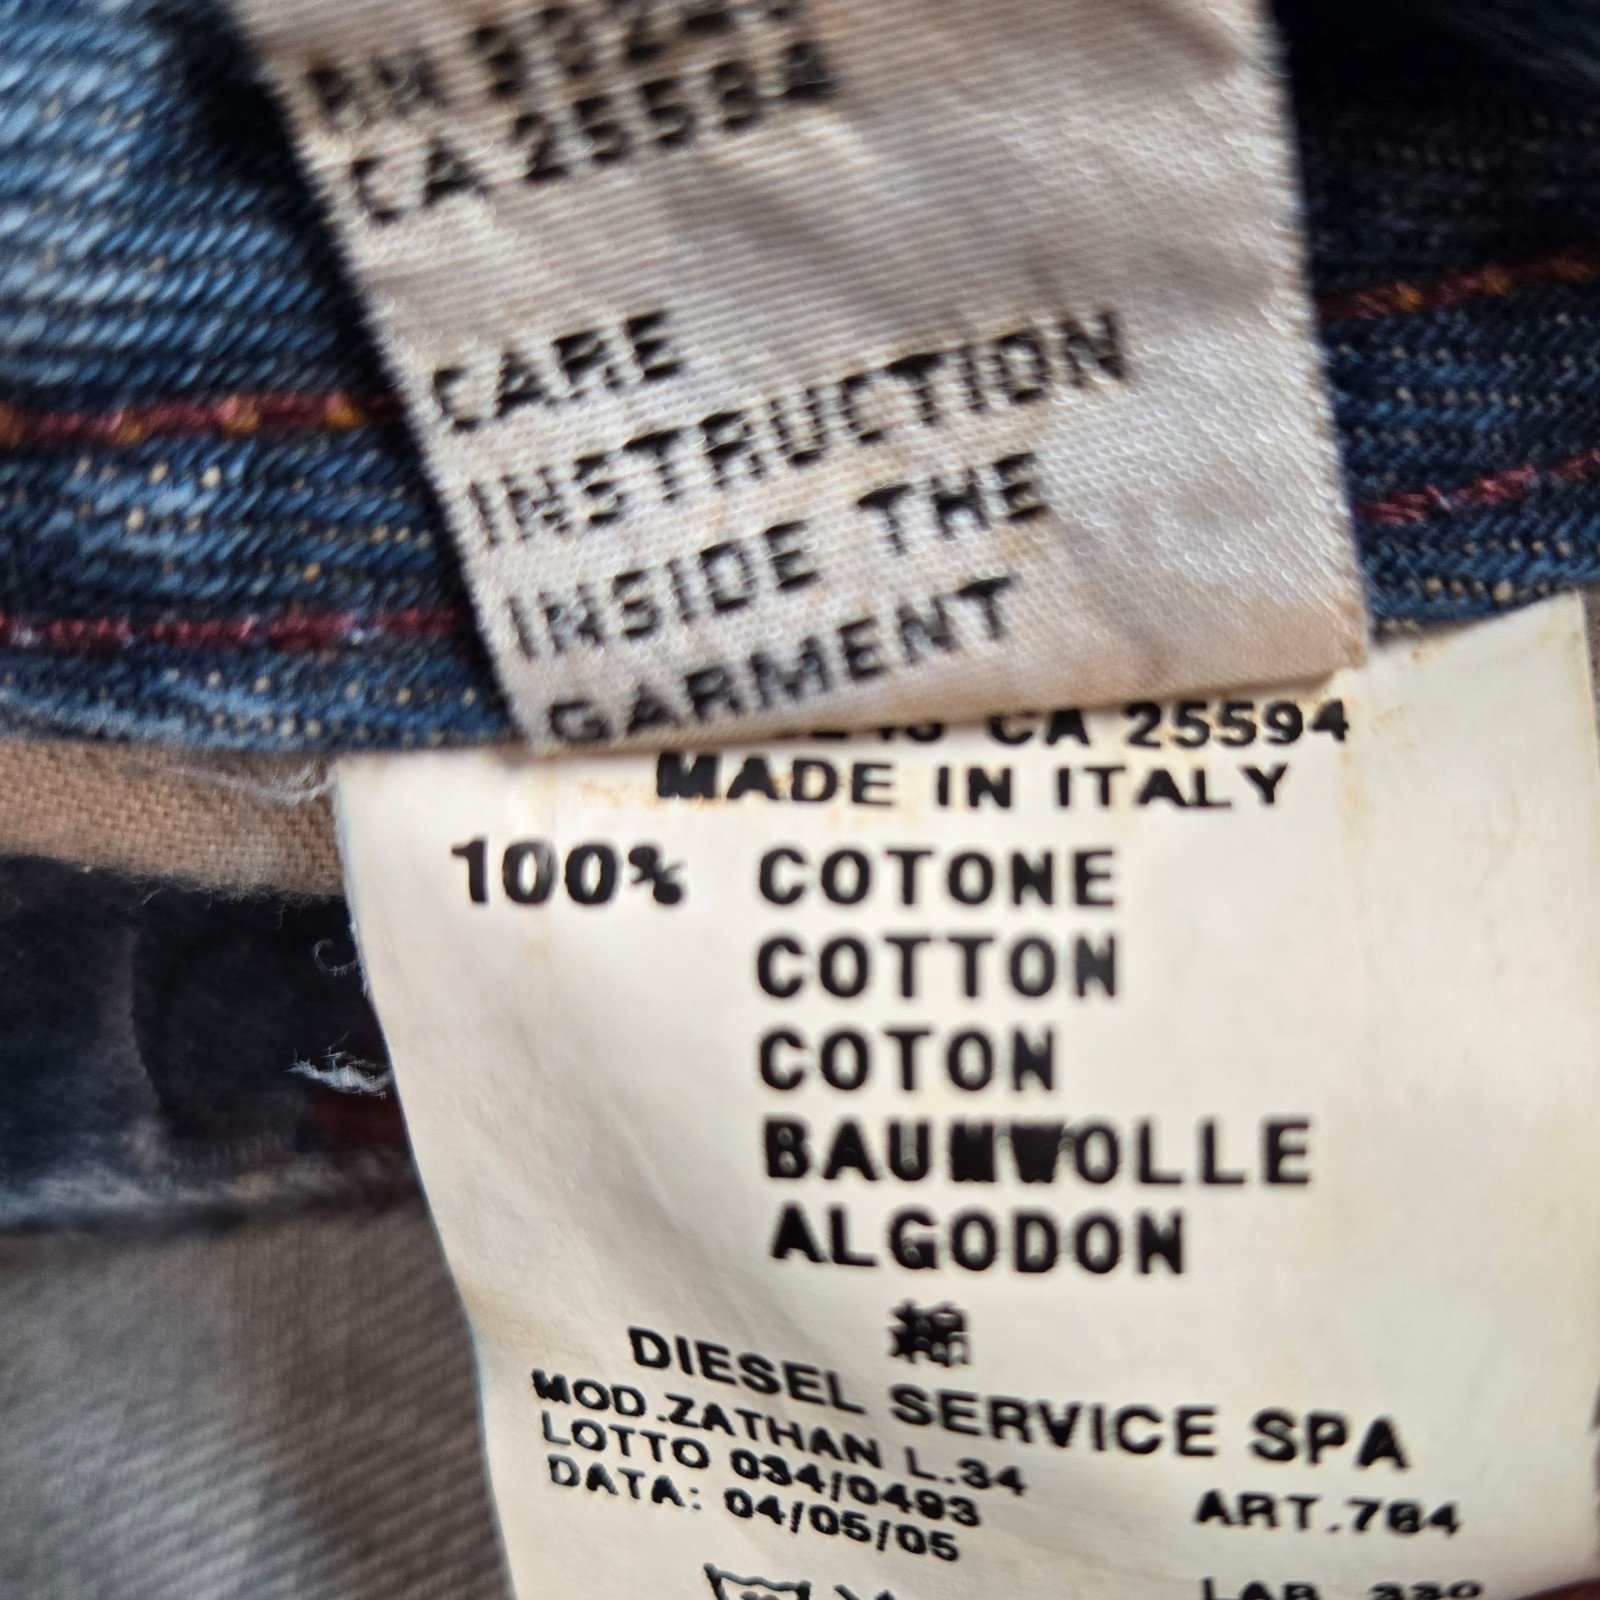 CA 25594
CARE
INSTRUCTION
INSIDE THE
GARMENT
CA 25594
MADE IN ITALY
100% COTONE
COTTON
COTON
BAUMWOLLE
ALGODON
綿
DIESEL SERVICE SPA
MOD.ZATHAN L.34
LOTTO 034/0493
DATA: 04/05/05
ART.784
LAB